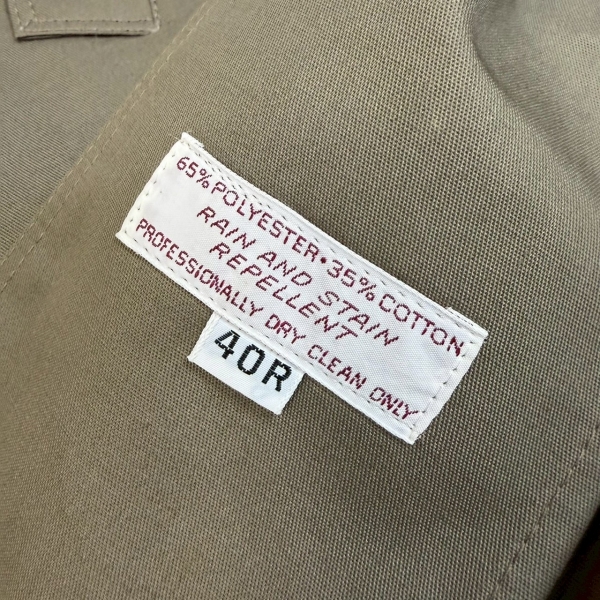 65% POLYESTER • 35% COTTON
RAIN AND STAIN
REPELLENT
PROFESSIONALLY DRY CLEAN ONLY
40R